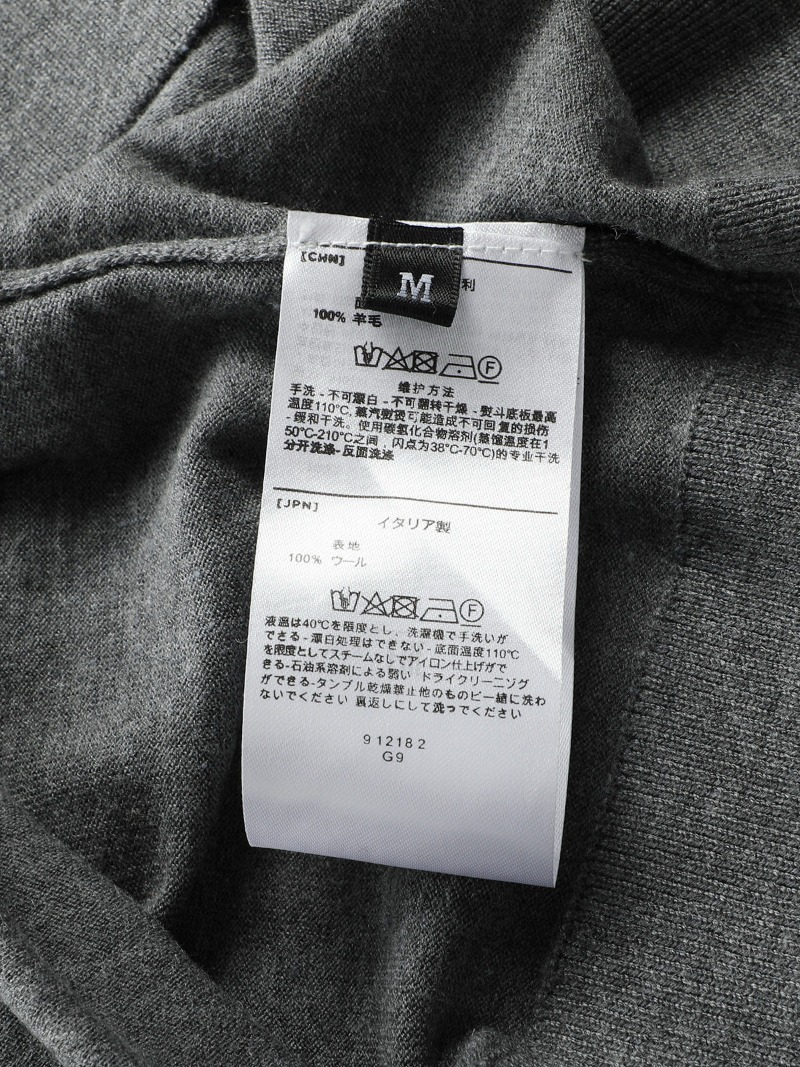 [CHN]
M
利
100% 羊毛
F
维护方法
手洗 - 不可漂白 - 不可翻转干燥 - 熨斗底板最高
温度110°C, 蒸汽熨烫可能造成不可回复的损伤
- 缓和干洗。使用碳氢化合物溶剂(蒸馏温度在1
50°C-210°C之间，闪点为38°C-70°C)的专业干洗
分开洗涤- 反面洗涤
[JPN]
イタリア製
表地
100% ウール
F
液温は40℃を限度とし、洗濯機で手洗いが
できる - 漂白処理はできない - 底面温度110℃
を限度としてスチームなしでアイロン仕上げがで
きる-石油系溶剤による弱い ドライクリーニング
ができる-タンブル乾燥禁止他のものピー緒に洗わ
ないでください 裏返しにして洗つでください
912182
G9